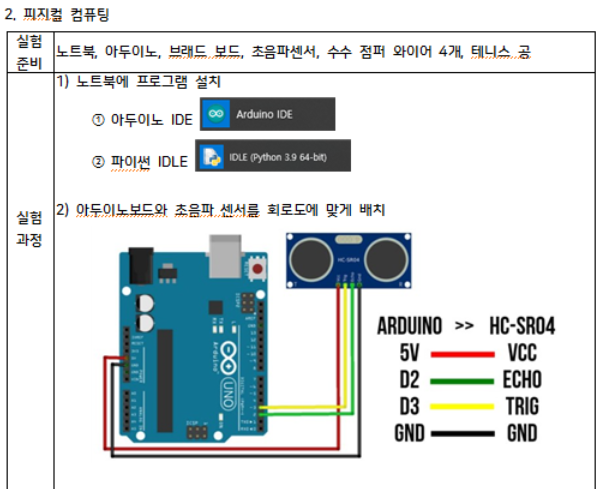 2. 피지컬 컴퓨팅
실험
준비
노트북, 아두이노, 브래드 보드, 초음파센서, 수수 점퍼 와이어 4개, 테니스 공
실험
과정
1) 노트북에 프로그램 설치
① 아두이노 IDE
Arduino IDE
② 파이썬 IDLE
IDLE (Python 3.9 64-bit)
2) 아두이노보드와 초음파 센서를 회로도에 맞게 배치
HC-SR04
ARDUINO >> HC-SR04
5V VCC
D2 ECHO
D3 TRIG
GND GND
Arduino
UNO